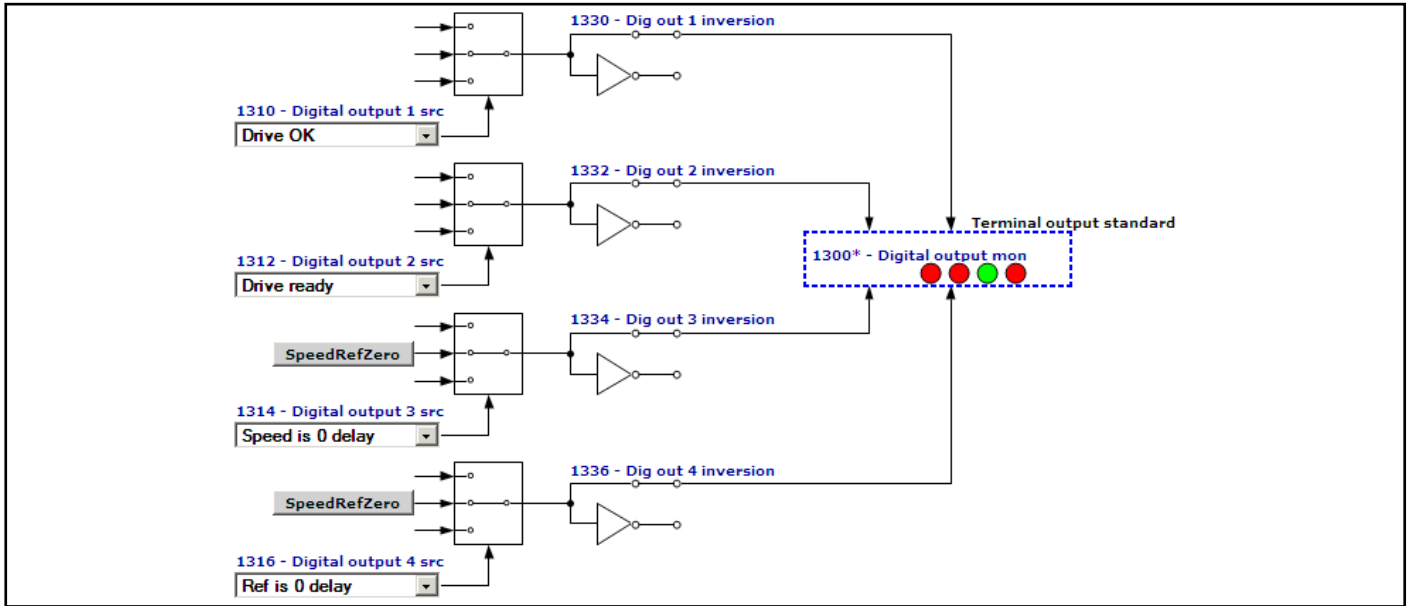 1330 - Dig out 1 inversion
1310 - Digital output 1 src
Drive OK
1332 - Dig out 2 inversion
Terminal output standard
1300* - Digital output mon
1312 - Digital output 2 src
Drive ready
1334 - Dig out 3 inversion
SpeedRefZero
1314 - Digital output 3 src
Speed is 0 delay
1336 - Dig out 4 inversion
SpeedRefZero
1316 - Digital output 4 src
Ref is 0 delay